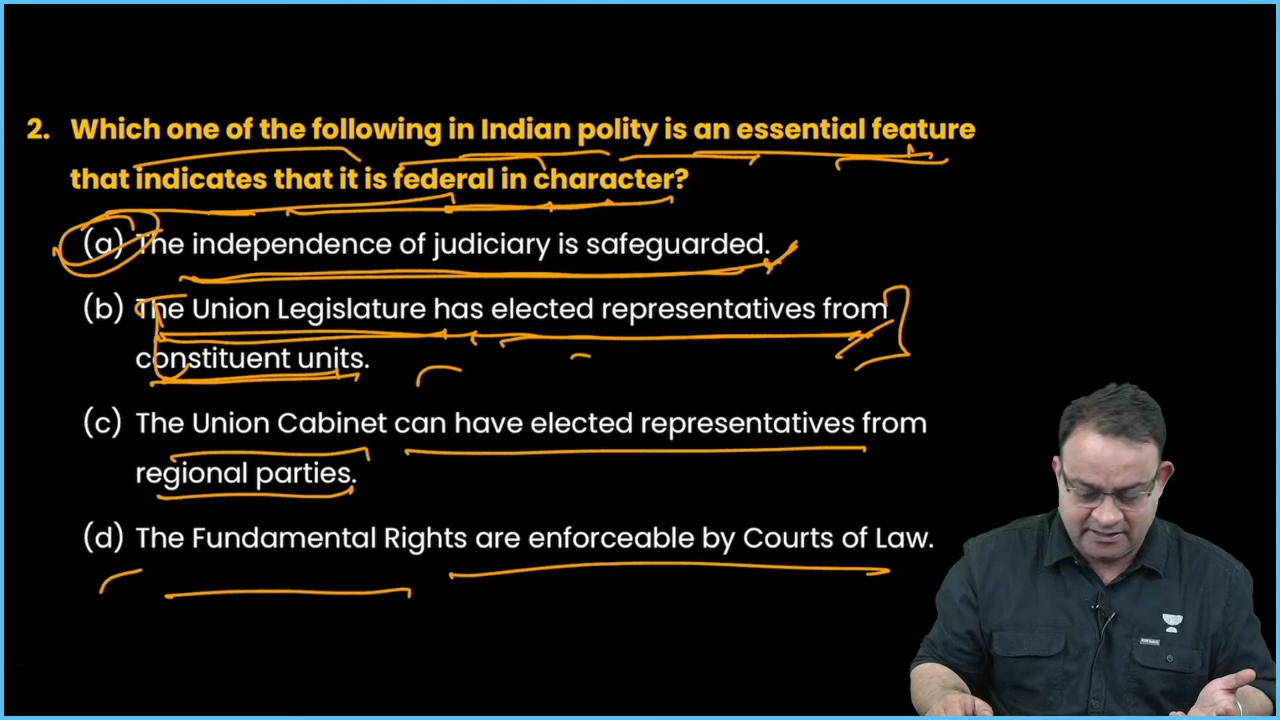 2. Which one of the following in Indian polity is an essential feature
that indicates that it is federal in character?
(a) The independence of judiciary is safeguarded.
(b) The Union Legislature has elected representatives from
constituent units.
(c) The Union Cabinet can have elected representatives from
regional parties.
(d) The Fundamental Rights are enforceable by Courts of Law.